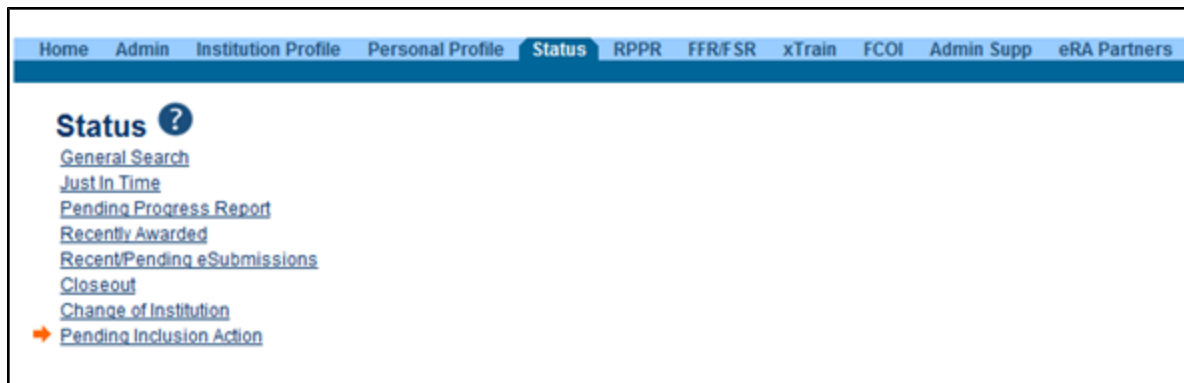 Home Admin Institution Profile Personal Profile Status RPPR FFR/FSR xTrain FCOI Admin Supp eRA Partners
Status ?
General Search
Just In Time
Pending Progress Report
Recently Awarded
Recent/Pending eSubmissions
Closeout
Change of Institution
Pending Inclusion Action